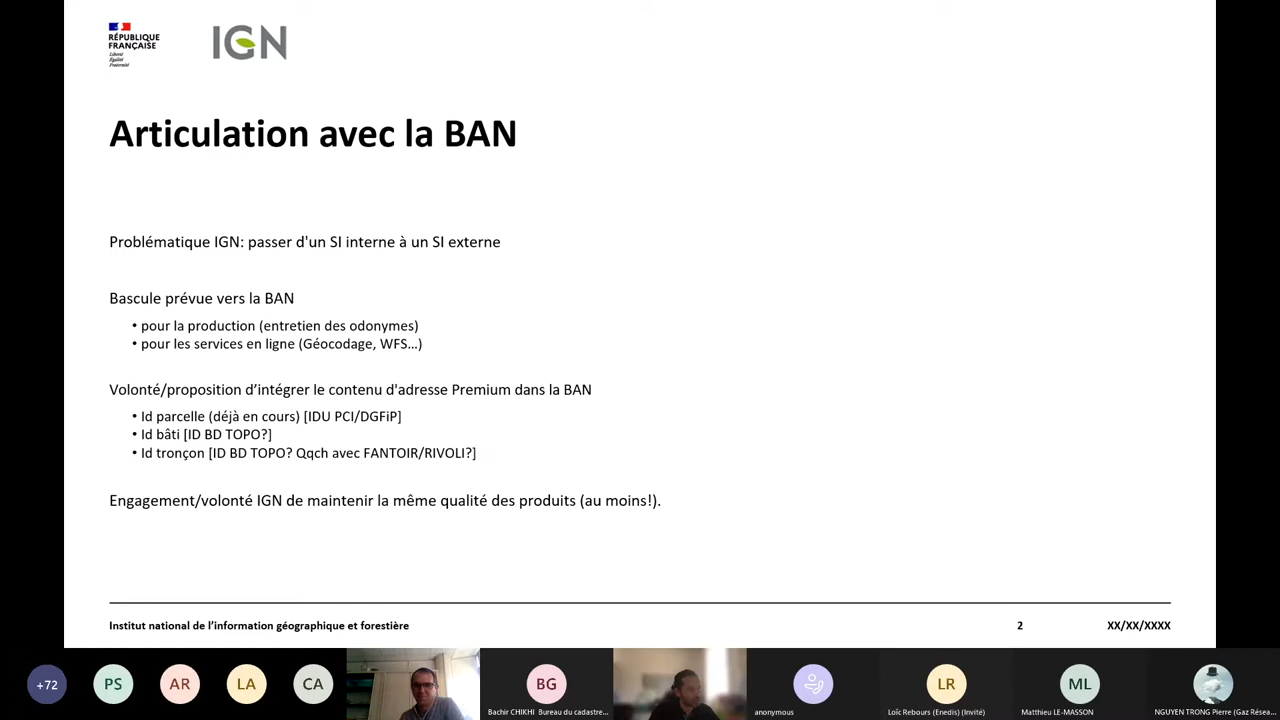 RÉPUBLIQUE
FRANÇAISE
Liberté
Égalité
Fraternité
IGN
Articulation avec la BAN
Problématique IGN: passer d'un SI interne à un SI externe
Bascule prévue vers la BAN
• pour la production (entretien des odonymes)
• pour les services en ligne (Géocodage, WFS...)
Volonté/proposition d’intégrer le contenu d'adresse Premium dans la BAN
• Id parcelle (déjà en cours) [IDU PCI/DGFiP]
• Id bâti [ID BD TOPO?]
• Id tronçon [ID BD TOPO? Qqch avec FANTOIR/RIVOLI?]
Engagement/volonté IGN de maintenir la même qualité des produits (au moins!).
Institut national de l’information géographique et forestière 2 XX/XX/XXXX
+72 PS AR LA CA BG LR ML
Bachir CHIKHI Bureau du cadastre... anonymous Loïc Rebours (Enedis) (Invité) Matthieu LE-MASSON NGUYEN TRONG Pierre (Gaz Résea...